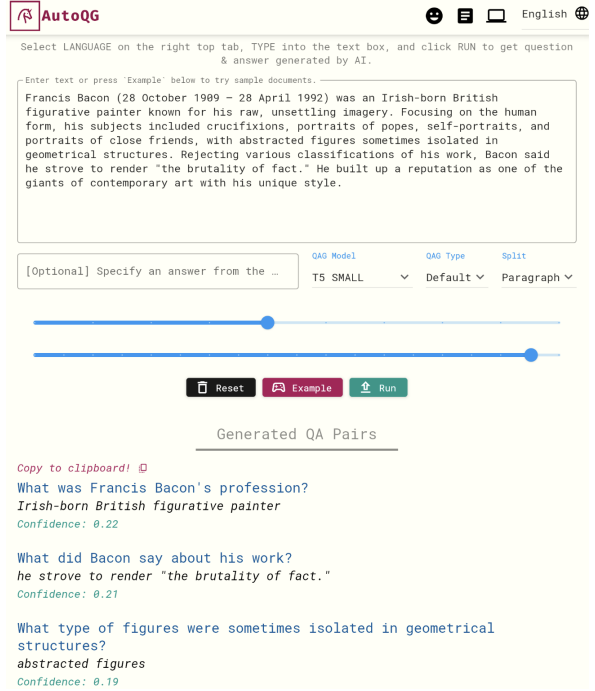 AutoQG
English
Select LANGUAGE on the right top tab, TYPE into the text box, and click RUN to get question
& answer generated by AI.
Enter text or press `Example` below to try sample documents.
Francis Bacon (28 October 1909 – 28 April 1992) was an Irish-born British
figurative painter known for his raw, unsettling imagery. Focusing on the human
form, his subjects included crucifixions, portraits of popes, self-portraits, and
portraits of close friends, with abstracted figures sometimes isolated in
geometrical structures. Rejecting various classifications of his work, Bacon said
he strove to render "the brutality of fact." He built up a reputation as one of the
giants of contemporary art with his unique style.
[Optional] Specify an answer from the …
QAG Model
T5 SMALL
QAG Type
Default
Split
Paragraph
Reset
Example
Run
Generated QA Pairs
Copy to clipboard!
What was Francis Bacon's profession?
Irish-born British figurative painter
Confidence: 0.22
What did Bacon say about his work?
he strove to render "the brutality of fact."
Confidence: 0.21
What type of figures were sometimes isolated in geometrical
structures?
abstracted figures
Confidence: 0.19